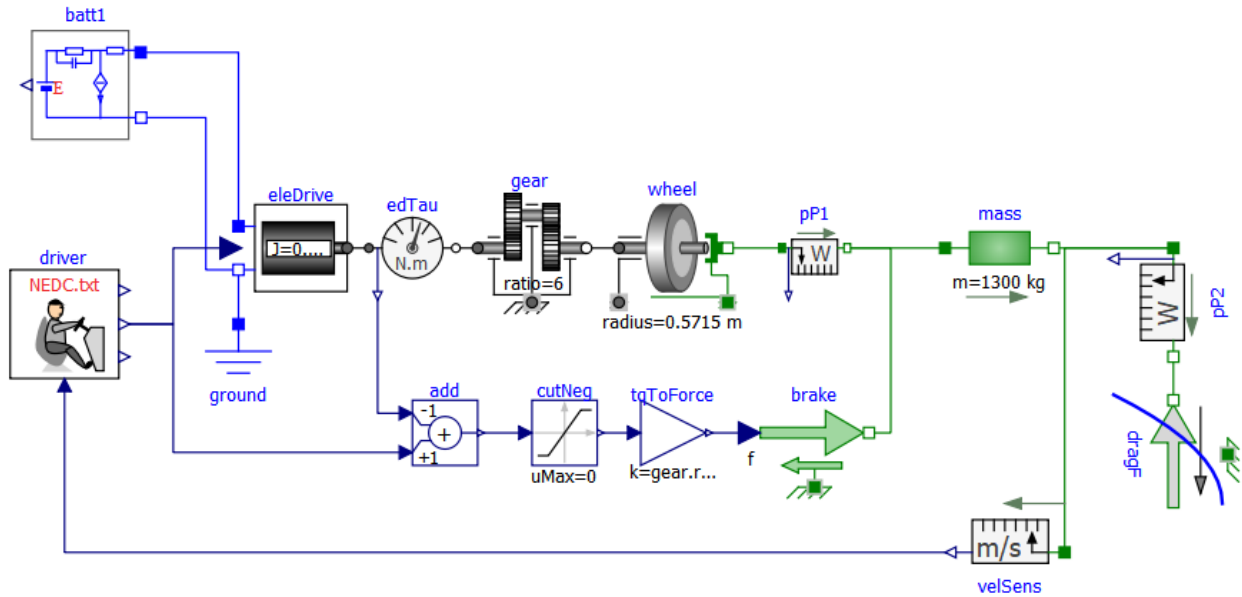 batt1
E
eleDrive
J=0....
edTau
N.m
gear
ratio=6
wheel
radius=0.5715 m
pP1
W
mass
m=1300 kg
pP2
W
driver
NEDC.txt
ground
add
-1
+
+1
cutNeg
uMax=0
tqToForce
k=gear.r...
f
brake
dragF
m/s
velSens